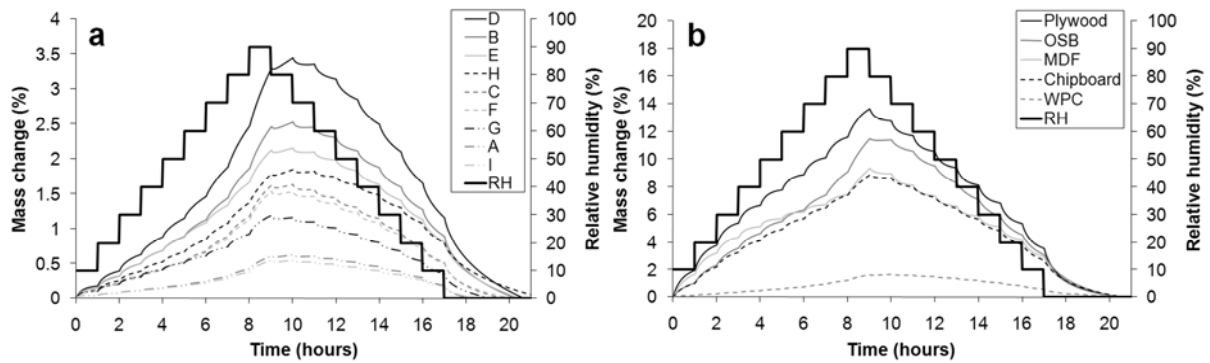 a
4
3.5
3
2.5
2
1.5
1
0.5
0
Mass change (%)
0 2 4 6 8 10 12 14 16 18 20
Time (hours)
100
90
80
70
60
50
40
30
20
10
0
Relative humidity (%)
D
B
E
H
C
F
G
A
I
RH
b
20
18
16
14
12
10
8
6
4
2
0
Mass change (%)
0 2 4 6 8 10 12 14 16 18 20
Time (hours)
100
90
80
70
60
50
40
30
20
10
0
Relative humidity (%)
Plywood
OSB
MDF
Chipboard
WPC
RH